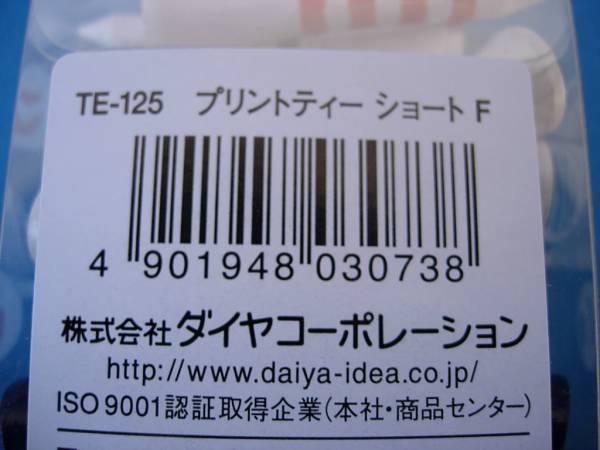 TE-125 プリントティー ショート F
4 901948 030738
株式会社ダイヤコーポレーション
http://www.daiya-idea.co.jp/
ISO 9001認証取得企業(本社・商品センター)